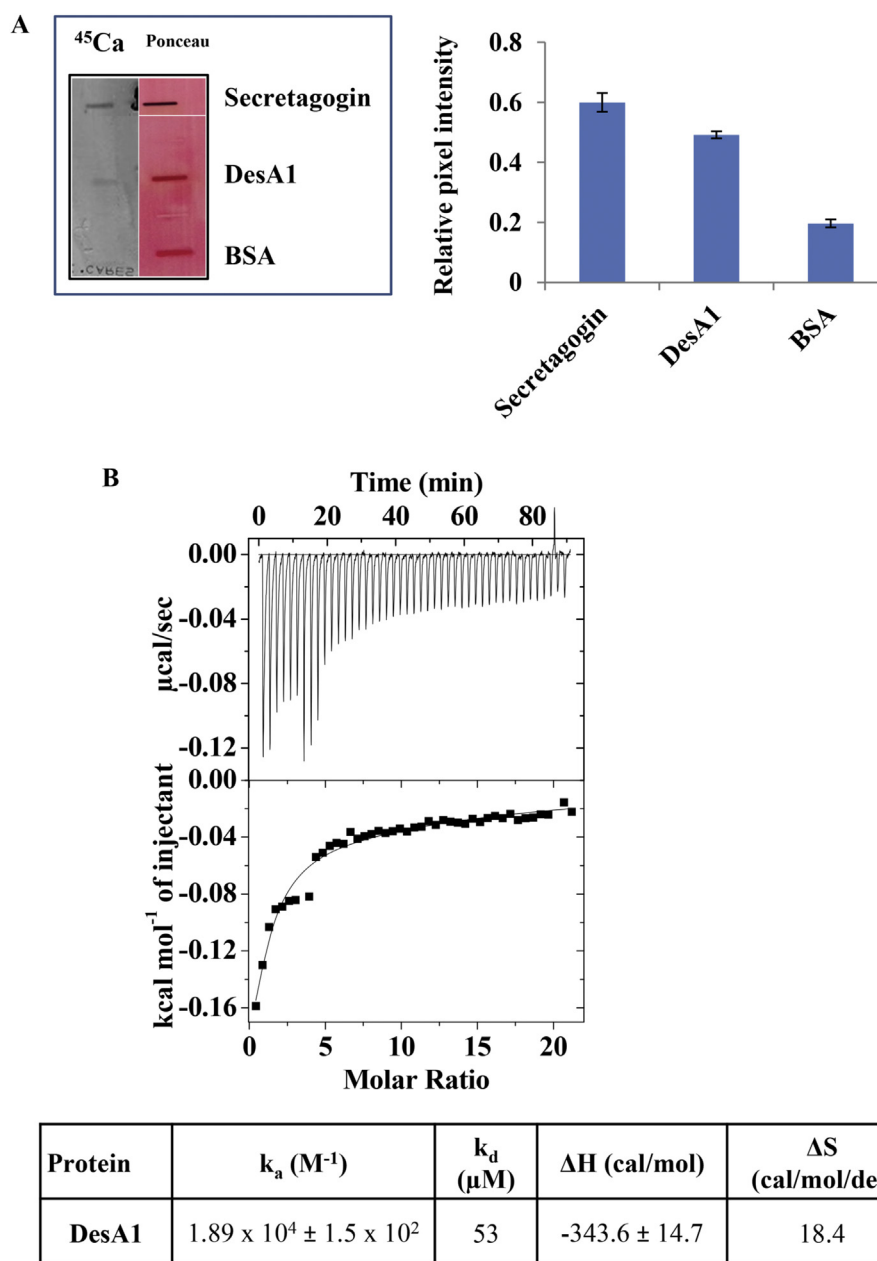 A
⁴⁵Ca Ponceau
Secretagogin
DesA1
BSA
Relative pixel intensity
0.8
0.6
0.4
0.2
0
Secretagogin
DesA1
BSA
B
Time (min)
0 20 40 60 80
0.00
-0.04
-0.08
-0.12
µcal/sec
0.00
-0.04
-0.08
-0.12
-0.16
kcal mol⁻¹ of injectant
0 5 10 15 20
Molar Ratio
Protein kₐ (M⁻¹) k_d (µM) ΔH (cal/mol) ΔS (cal/mol/de
DesA1 1.89 x 10⁴ ± 1.5 x 10² 53 -343.6 ± 14.7 18.4